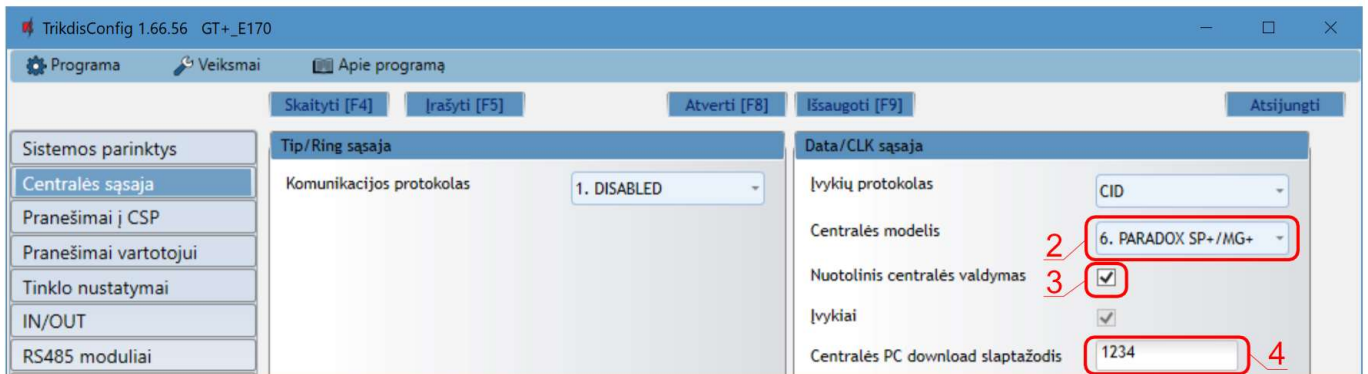 TrikdisConfig 1.66.56 GT+_E170
Programa Veiksmai Apie programą
Skaityti [F4] Įrašyti [F5] Atverti [F8] Išsaugoti [F9] Atsijungti
Sistemos parinktys
Centralės sąsaja
Pranešimai į CSP
Pranešimai vartotojui
Tinklo nustatymai
IN/OUT
RS485 moduliai
Tip/Ring sąsaja
Komunikacijos protokolas 1. DISABLED
Data/CLK sąsaja
Įvykių protokolas CID
Centralės modelis 2 6. PARADOX SP+/MG+
Nuotolinis centralės valdymas 3
Įvykiai
Centralės PC download slaptažodis 1234 4